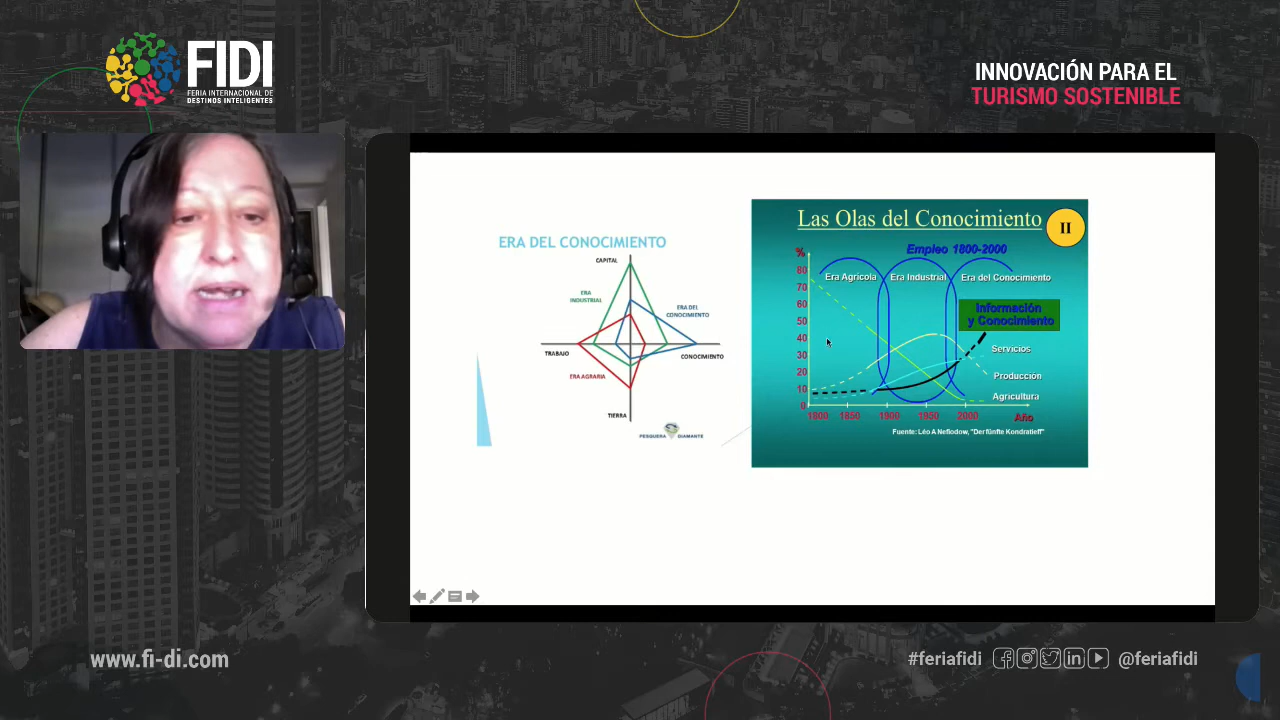 FIDI
FERIA INTERNACIONAL DE
DESTINOS INTELIGENTES
INNOVACIÓN PARA EL
TURISMO SOSTENIBLE
ERA DEL CONOCIMIENTO
CAPITAL
ERA
INDUSTRIAL
ERA DEL
CONOCIMIENTO
TRABAJO
CONOCIMIENTO
ERA AGRARIA
TIERRA
PESQUERA DIAMANTE
Las Olas del Conocimiento
II
Empleo 1800-2000
%
Era Agrícola
Era Industrial
Era del Conocimiento
80
70
60
50
40
30
20
10
0
Información
y Conocimiento
Servicios
Producción
Agricultura
1800 1850 1900 1950 2000
Año
Fuente: Léo A Nefiodow, "Der fünfte Kondratieff"
www.fi-di.com
#feriafidi
@feriafidi